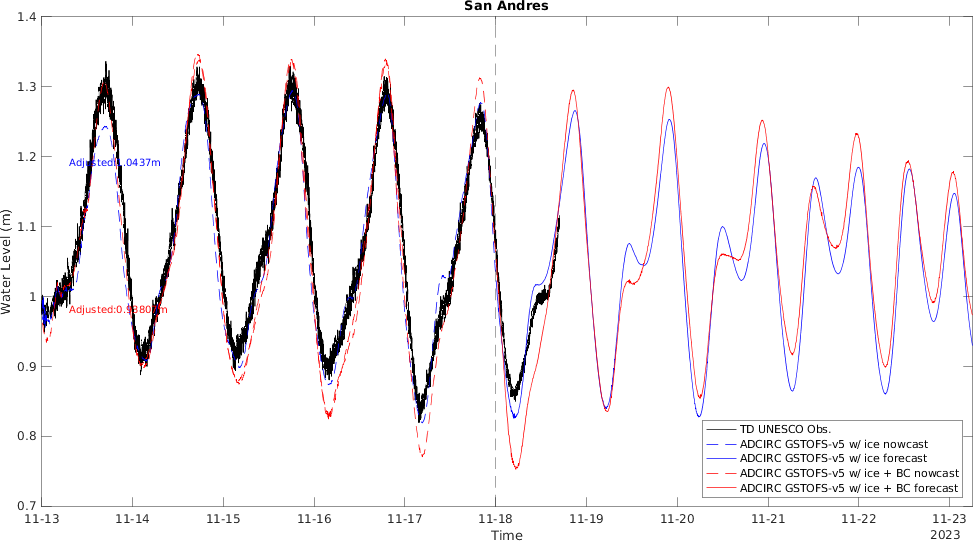 San Andres
1.4
1.3
1.2
1.1
1
0.9
0.8
0.7
Water Level (m)
11-13
11-14
11-15
11-16
11-17
11-18
11-19
11-20
11-21
11-22
11-23
2023
Time
TD UNESCO Obs.
ADCIRC GSTOFS-v5 w/ ice nowcast
ADCIRC GSTOFS-v5 w/ ice forecast
ADCIRC GSTOFS-v5 w/ ice + BC nowcast
ADCIRC GSTOFS-v5 w/ ice + BC forecast